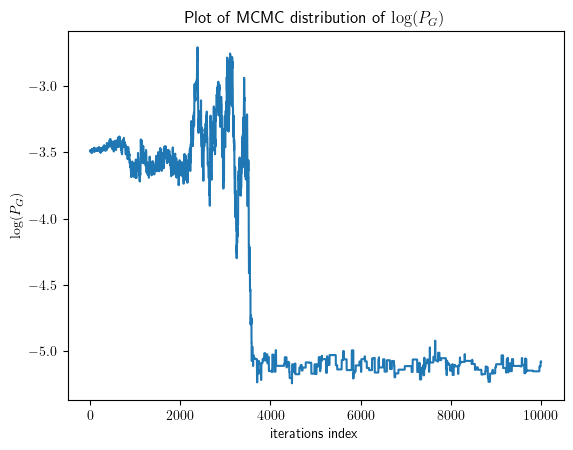 Plot of MCMC distribution of log(P_G)
log(P_G)
−3.0
−3.5
−4.0
−4.5
−5.0
0 2000 4000 6000 8000 10000
iterations index